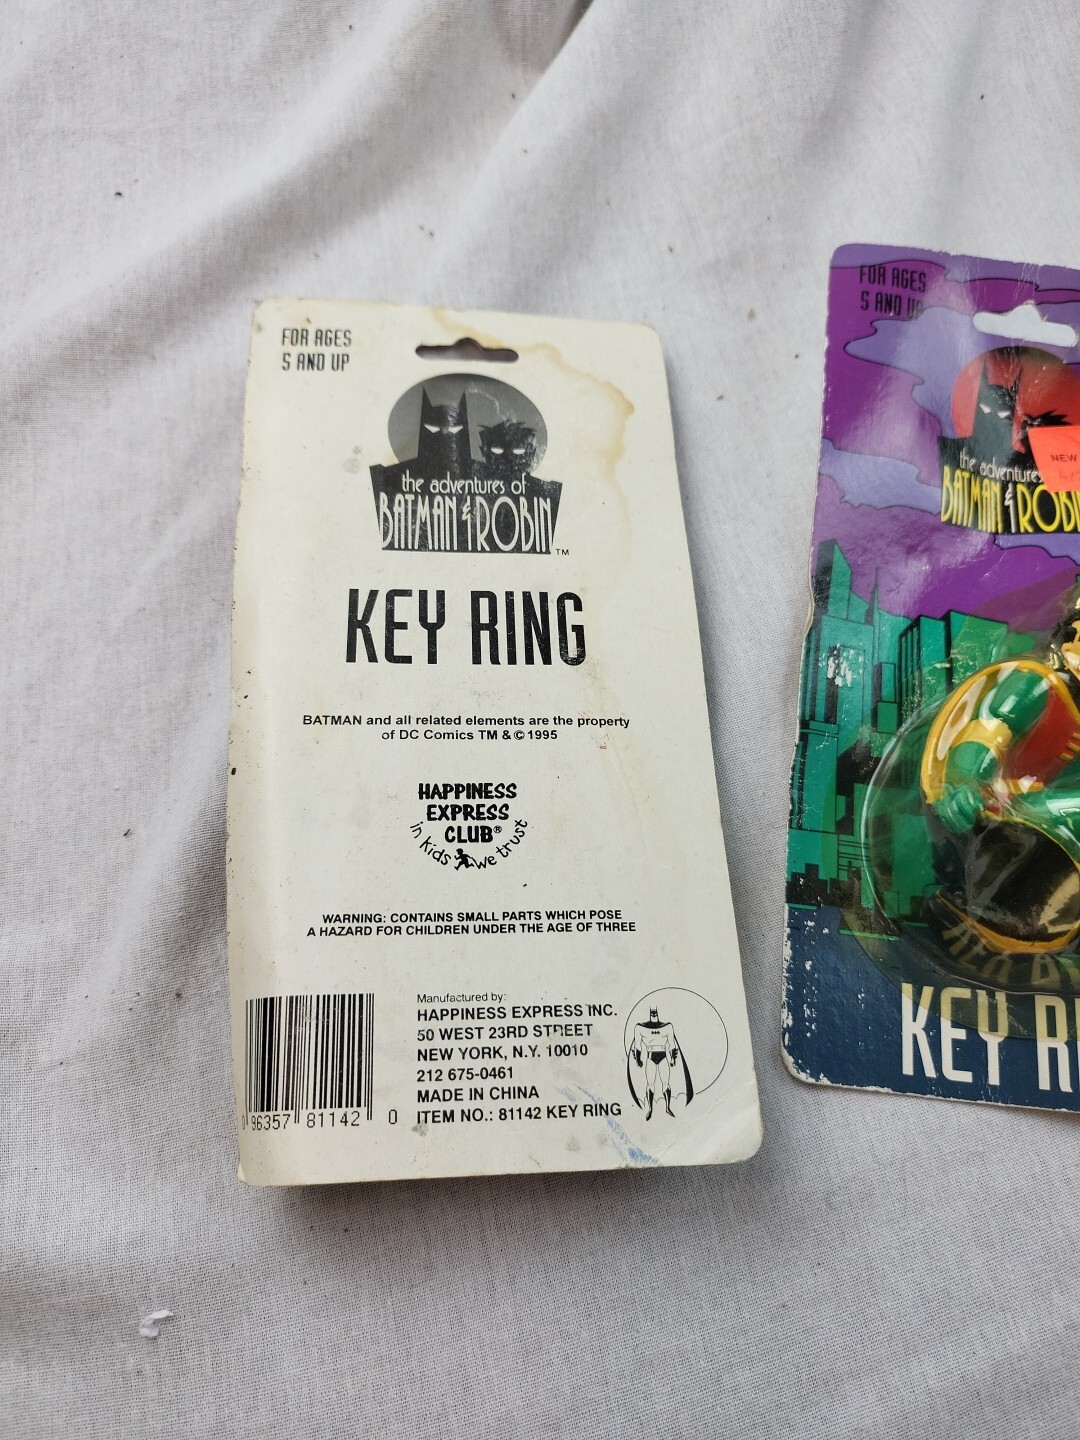 FOR AGES
5 AND UP
the adventures of
BATMAN & ROBIN
TM
KEY RING
BATMAN and all related elements are the property
of DC Comics TM & © 1995
HAPPINESS
EXPRESS
CLUB®
in kids we trust
WARNING: CONTAINS SMALL PARTS WHICH POSE
A HAZARD FOR CHILDREN UNDER THE AGE OF THREE
0 96357 81142 0
Manufactured by:
HAPPINESS EXPRESS INC.
50 WEST 23RD STREET
NEW YORK, N.Y. 10010
212 675-0461
MADE IN CHINA
ITEM NO.: 81142 KEY RING
FOR AGES
5 AND UP
NEW
the adventures
BATMAN & ROB
KEY R